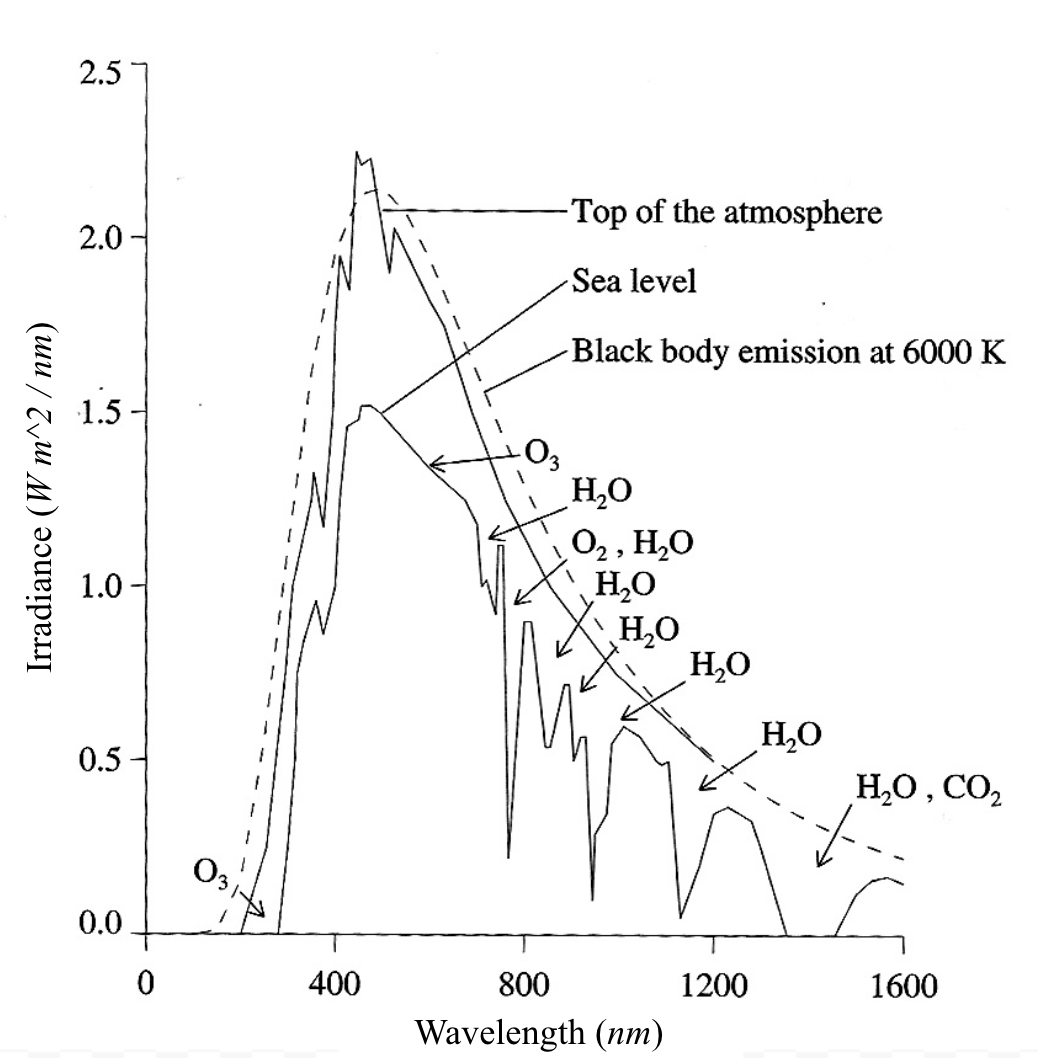 2.5
Top of the atmosphere
2.0
Sea level
Black body emission at 6000 K
1.5
O₃
H₂O
O₂ , H₂O
1.0
H₂O
H₂O
H₂O
H₂O
0.5
H₂O , CO₂
O₃
0.0
0 400 800 1200 1600
Wavelength (nm)
Irradiance (W m^2 / nm)